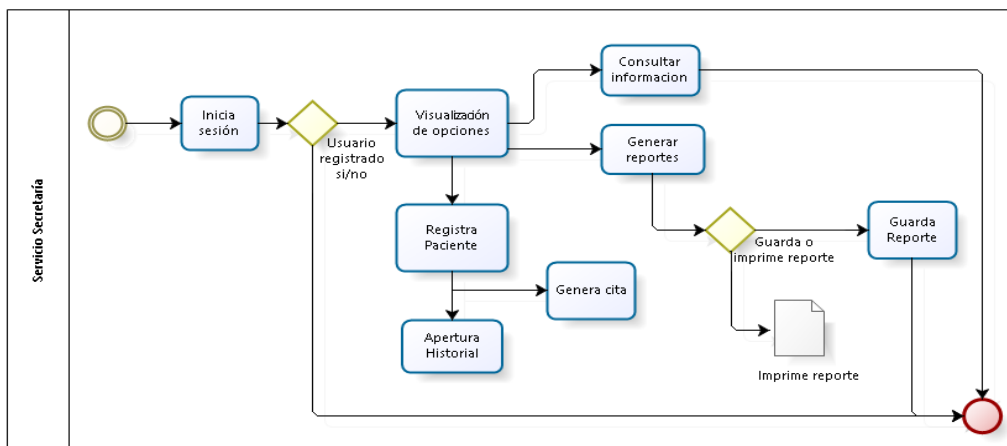 Servicio Secretaría
Inicia
sesión
Usuario
registrado
si/no
Visualización
de opciones
Consultar
informacion
Generar
reportes
Registra
Paciente
Genera cita
Apertura
Historial
Guarda o
imprime reporte
Guarda
Reporte
Imprime reporte